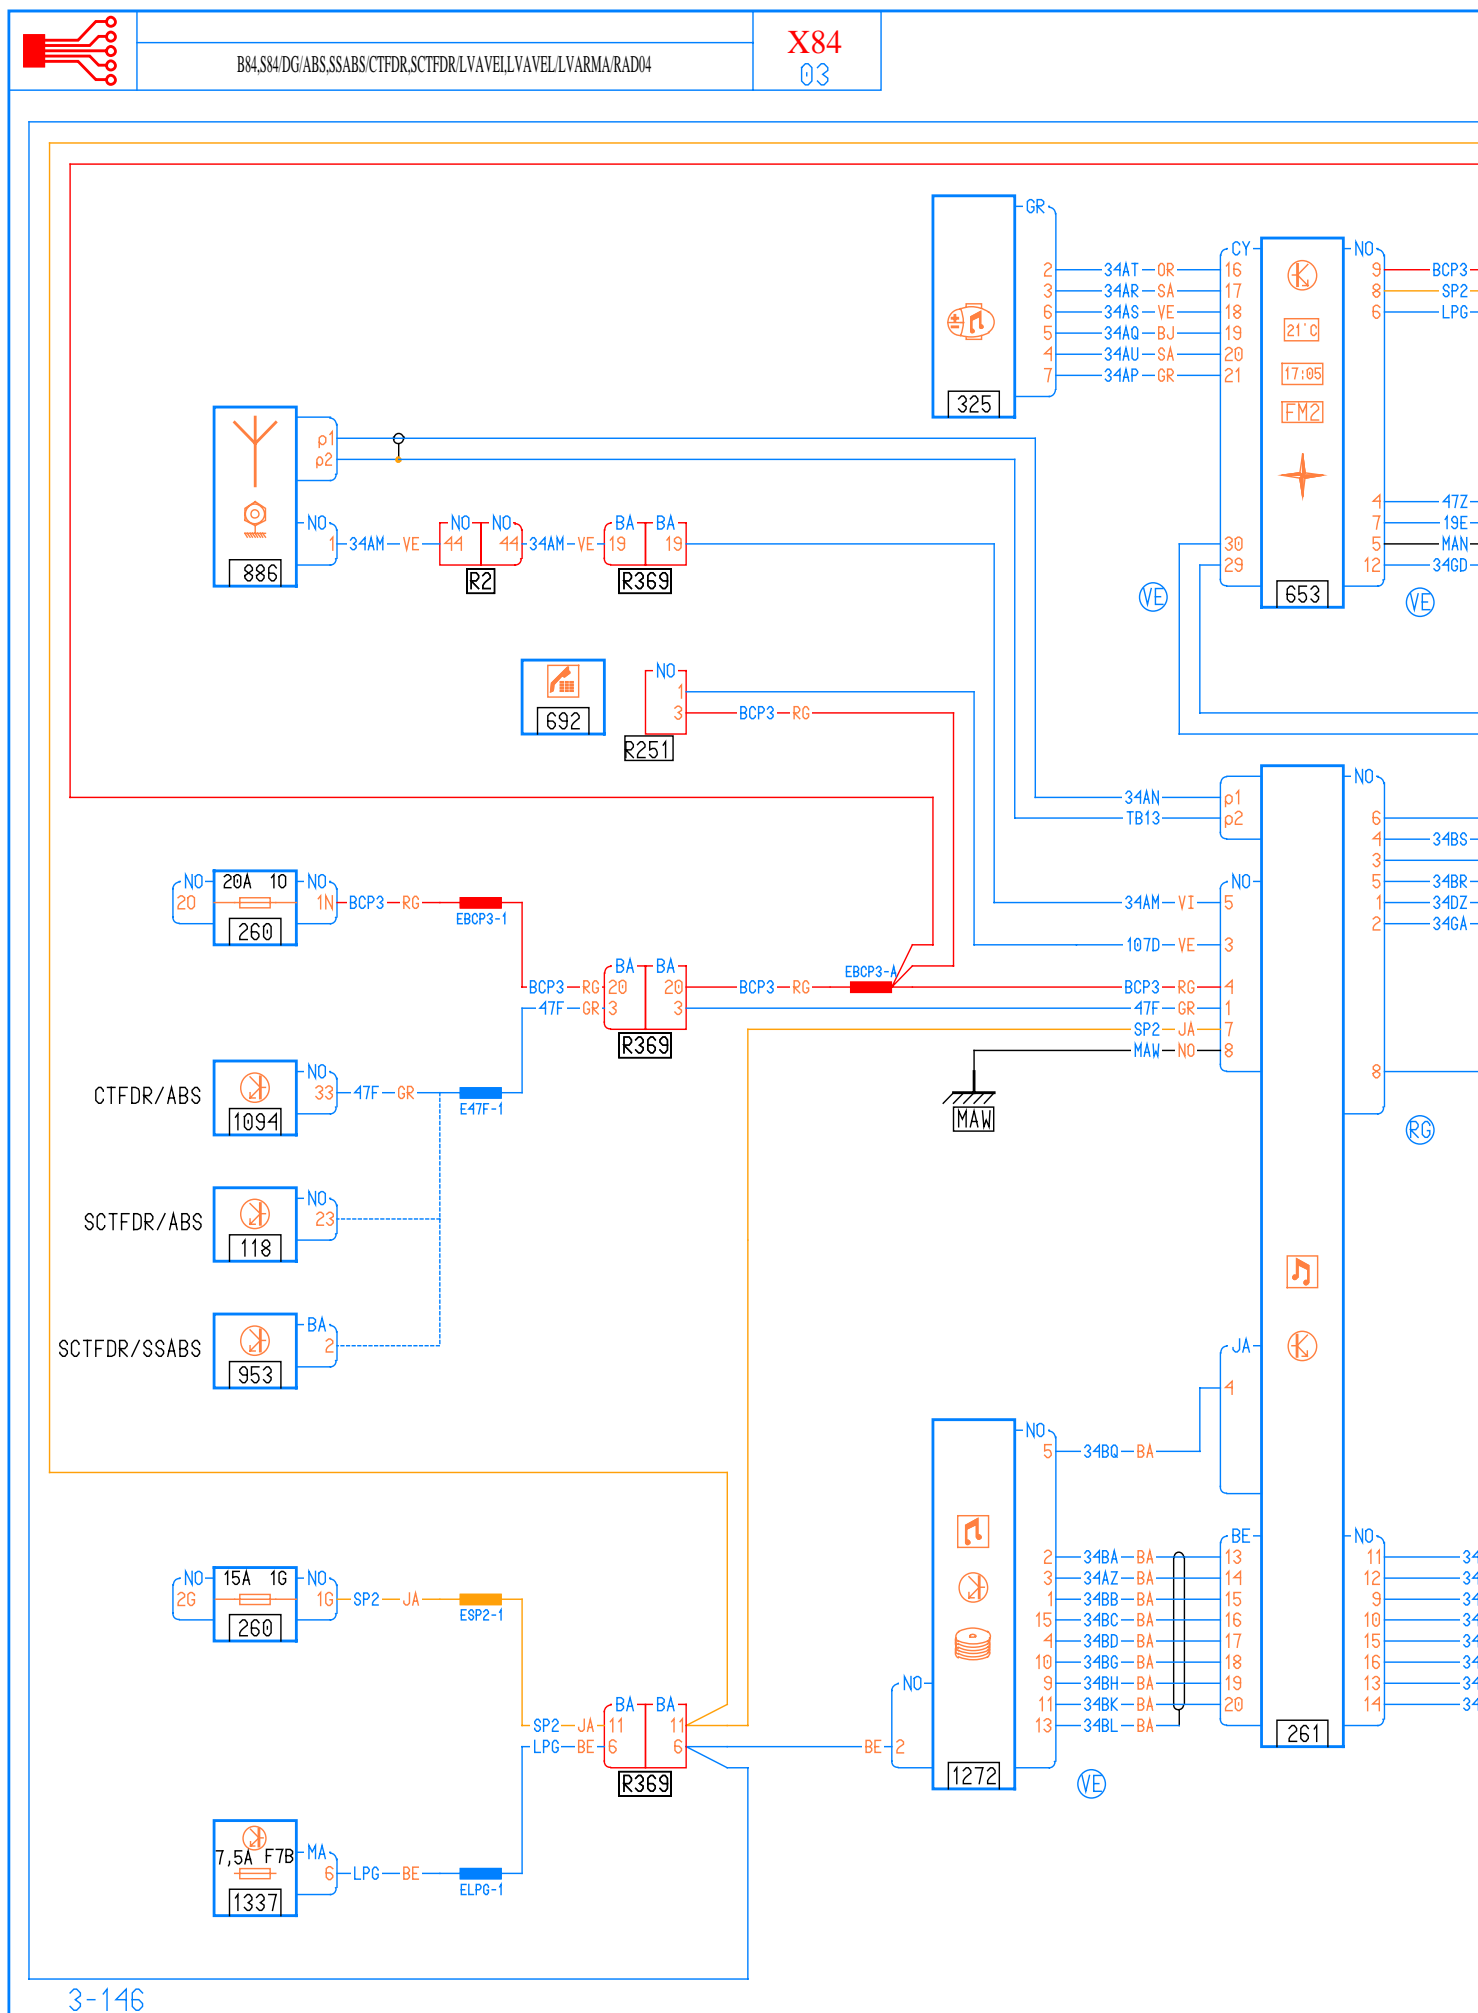 B84,S84/DG/ABS,SSABS/CTFDR,SCTFDR/LVAVEI,LVAVEL/LVARMA/RAD04
X84
03
GR
2 34AT OR 16
3 34AR SA 17
6 34AS VE 18
5 34AQ BJ 19
4 34AU SA 20
7 34AP GR 21
325
CY NO
9 BCP3
8 SP2
6 LPG
21°C
17:05
FM2
4 47Z
7 19E
30 5 MAN
29 12 34GD
653
VE VE
p1
p2
NO
1 34AM VE 44 NO NO 44 34AM VE 19 BA BA 19
886 R2 R369
692
NO
1
3 BCP3 RG
R251
34AN p1
TB13 p2
NO
6
4 34BS
3
5 34BR
1 34DZ
2 34GA
8
RG
NO 20A 10 NO
20 1N BCP3 RG
260
EBCP3-1
NO
34AM VI 5
107D VE 3
BCP3 RG 4
47F GR 1
SP2 JA 7
MAW NO 8
MAW
BA BA
BCP3 RG 20 20 BCP3 RG
EBCP3-A
47F GR 3 3
R369
CTFDR/ABS
NO
33 47F GR
1094
E47F-1
SCTFDR/ABS
NO
23
118
SCTFDR/SSABS
BA
2
953
JA
4
NO
5 34BQ BA
BE NO
2 34BA BA 13 11 34
3 34AZ BA 14 12 34
1 34BB BA 15 9 34
15 34BC BA 16 10 34
4 34BD BA 17 15 34
10 34BG BA 18 16 34
9 34BH BA 19 13 34
11 34BK BA 20 14 34
13 34BL BA
261
NO
BE 2
1272
VE
NO 15A 1G NO
2G 1G SP2 JA
260
ESP2-1
BA BA
SP2 JA 11 11
LPG BE 6 6
R369
7,5A F7B MA
6 LPG BE
1337
ELPG-1
3-146